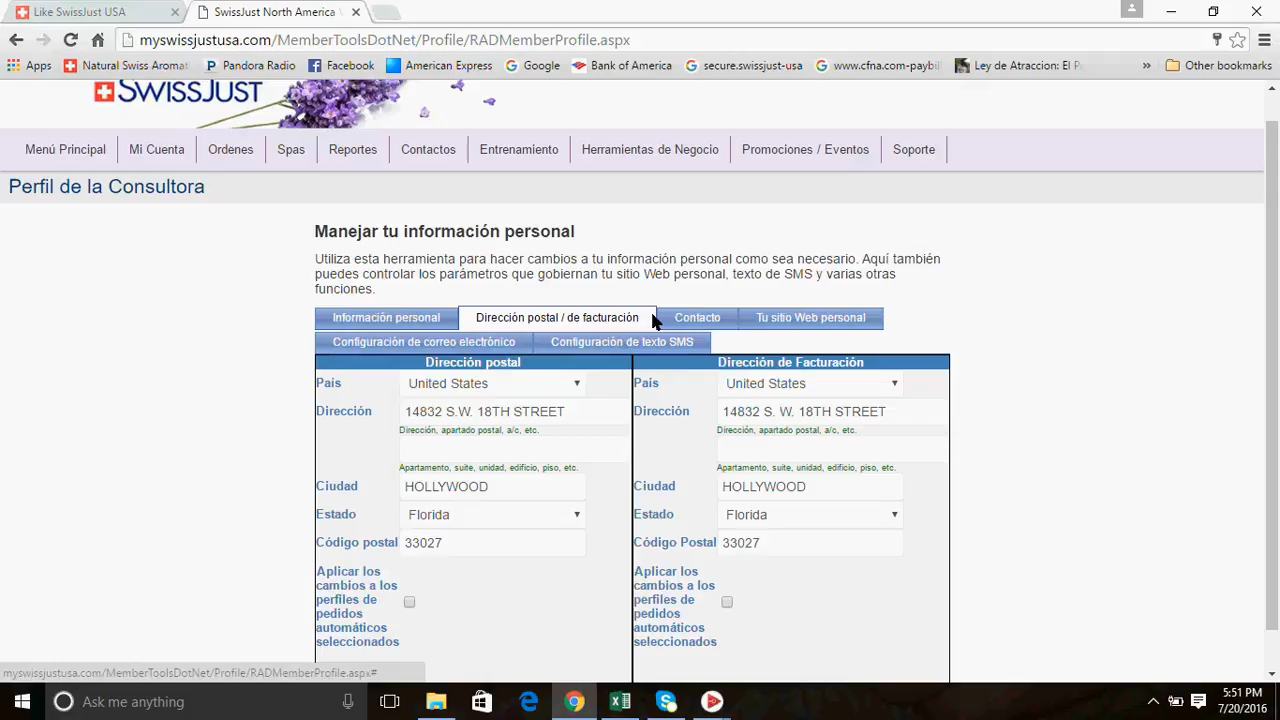 Like SwissJust USA
SwissJust North America
myswissjustusa.com/MemberToolsDotNet/Profile/RADMemberProfile.aspx
Apps Natural Swiss Aromat Pandora Radio Facebook American Express Google Bank of America secure.swissjust-usa www.cfna.com-paybill Ley de Atraccion: El P » Other bookmarks
SWISSJUST
Menú Principal Mi Cuenta Ordenes Spas Reportes Contactos Entrenamiento Herramientas de Negocio Promociones / Eventos Soporte
Perfil de la Consultora
Manejar tu información personal
Utiliza esta herramienta para hacer cambios a tu información personal como sea necesario. Aquí también
puedes controlar los parámetros que gobiernan tu sitio Web personal, texto de SMS y varias otras
funciones.
Información personal Dirección postal / de facturación Contacto Tu sitio Web personal
Configuración de correo electrónico Configuración de texto SMS
Dirección postal Dirección de Facturación
País United States País United States
Dirección 14832 S.W. 18TH STREET Dirección 14832 S. W. 18TH STREET
Dirección, apartado postal, a/c, etc. Dirección, apartado postal, a/c, etc.
Apartamento, suite, unidad, edificio, piso, etc. Apartamento, suite, unidad, edificio, piso, etc.
Ciudad HOLLYWOOD Ciudad HOLLYWOOD
Estado Florida Estado Florida
Código postal 33027 Código Postal 33027
Aplicar los Aplicar los
cambios a los cambios a los
perfiles de perfiles de
pedidos pedidos
automáticos automáticos
seleccionados seleccionados
myswissjustusa.com/MemberToolsDotNet/Profile/RADMemberProfile.aspx#
Ask me anything
5:51 PM
7/20/2016